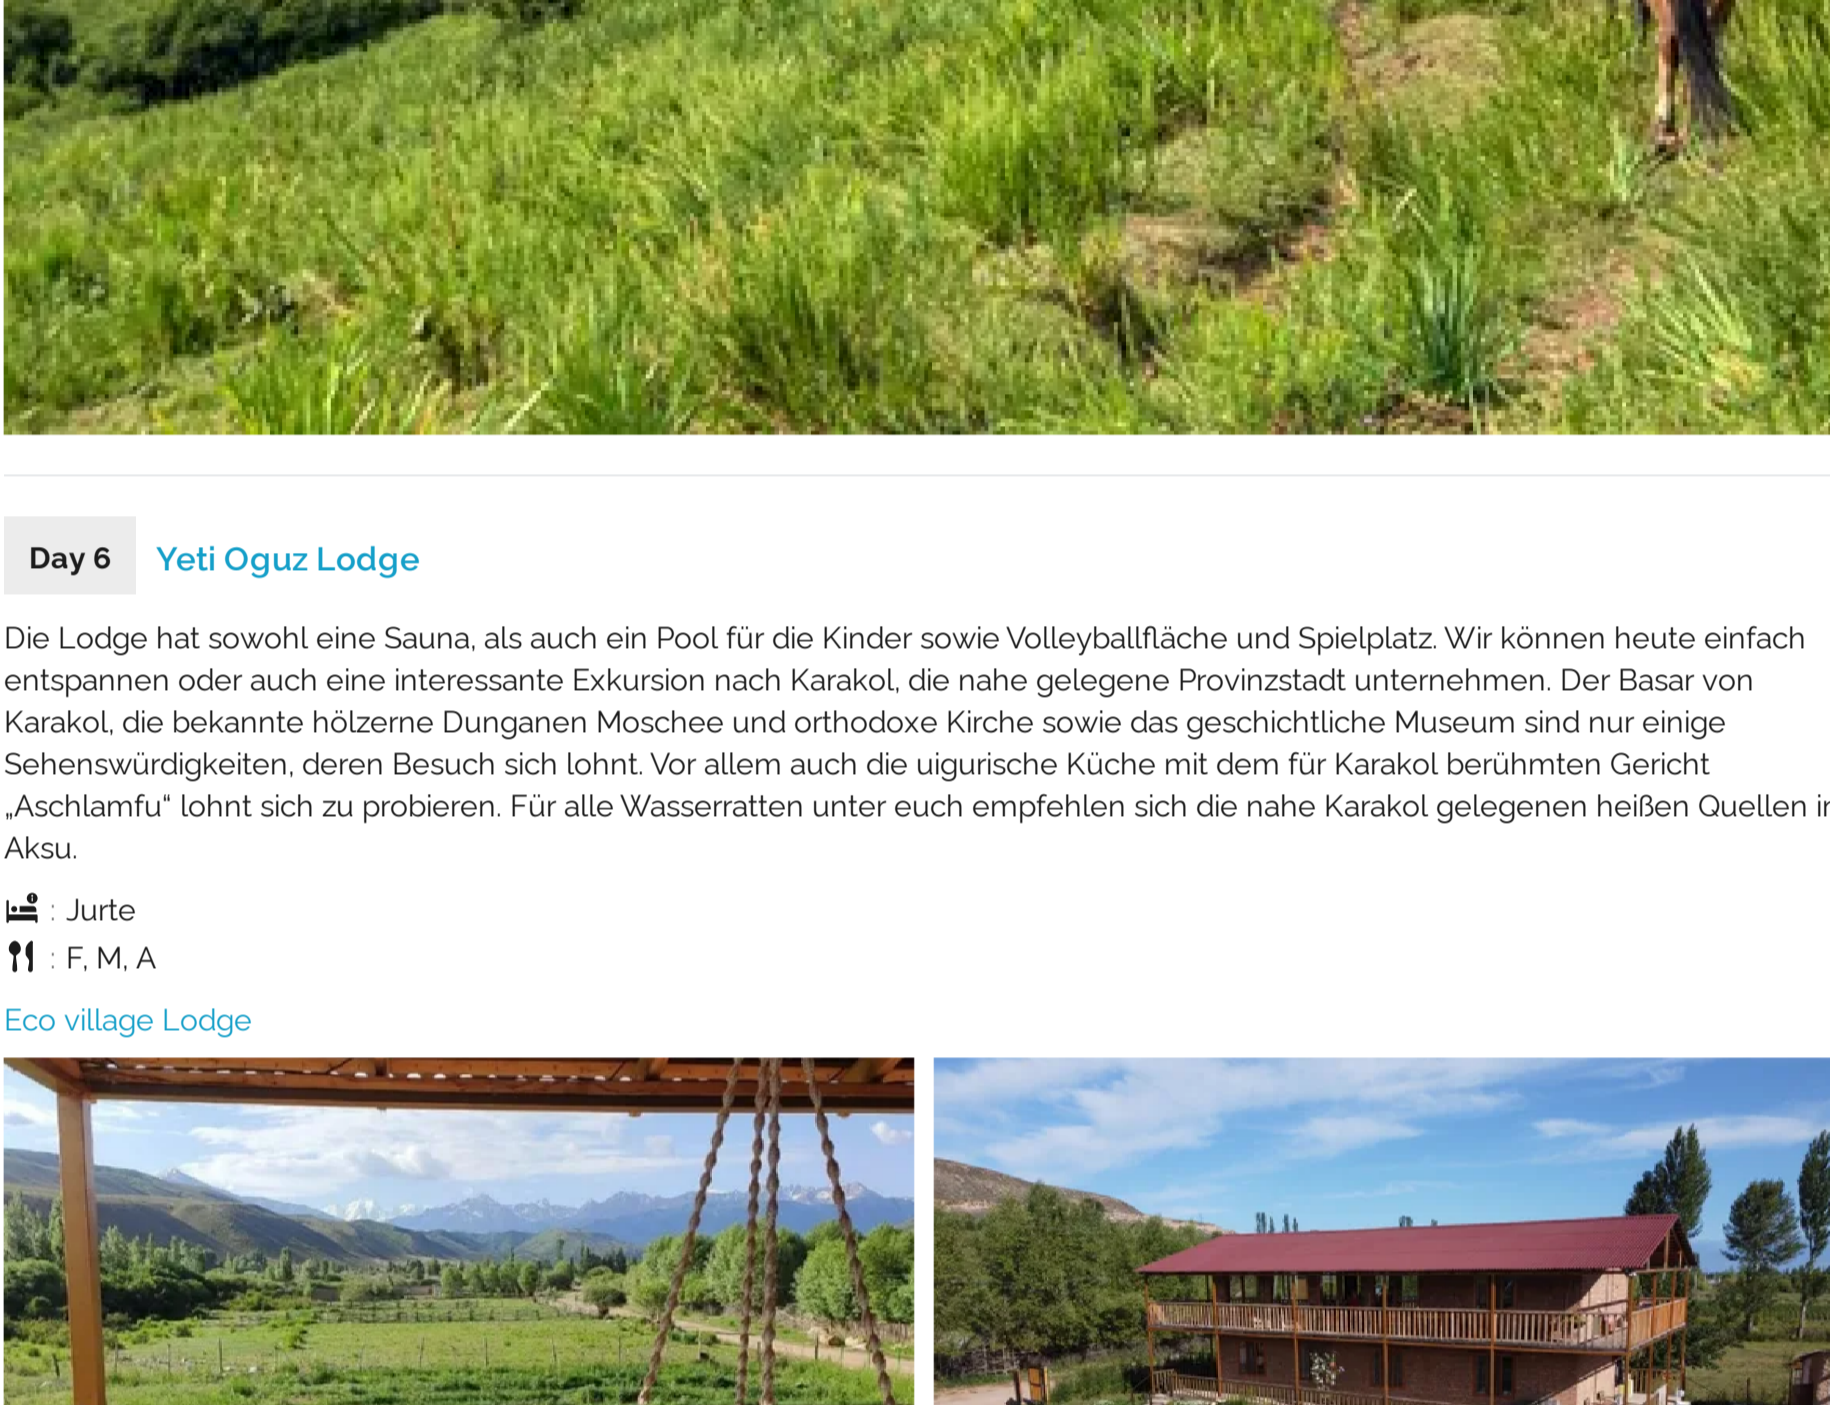 Day 6 Yeti Oguz Lodge
Die Lodge hat sowohl eine Sauna, als auch ein Pool für die Kinder sowie Volleyballfläche und Spielplatz. Wir können heute einfach
entspannen oder auch eine interessante Exkursion nach Karakol, die nahe gelegene Provinzstadt unternehmen. Der Basar von
Karakol, die bekannte hölzerne Dunganen Moschee und orthodoxe Kirche sowie das geschichtliche Museum sind nur einige
Sehenswürdigkeiten, deren Besuch sich lohnt. Vor allem auch die uigurische Küche mit dem für Karakol berühmten Gericht
„Aschlamfu“ lohnt sich zu probieren. Für alle Wasserratten unter euch empfehlen sich die nahe Karakol gelegenen heißen Quellen in
Aksu.
: Jurte
: F, M, A
Eco village Lodge